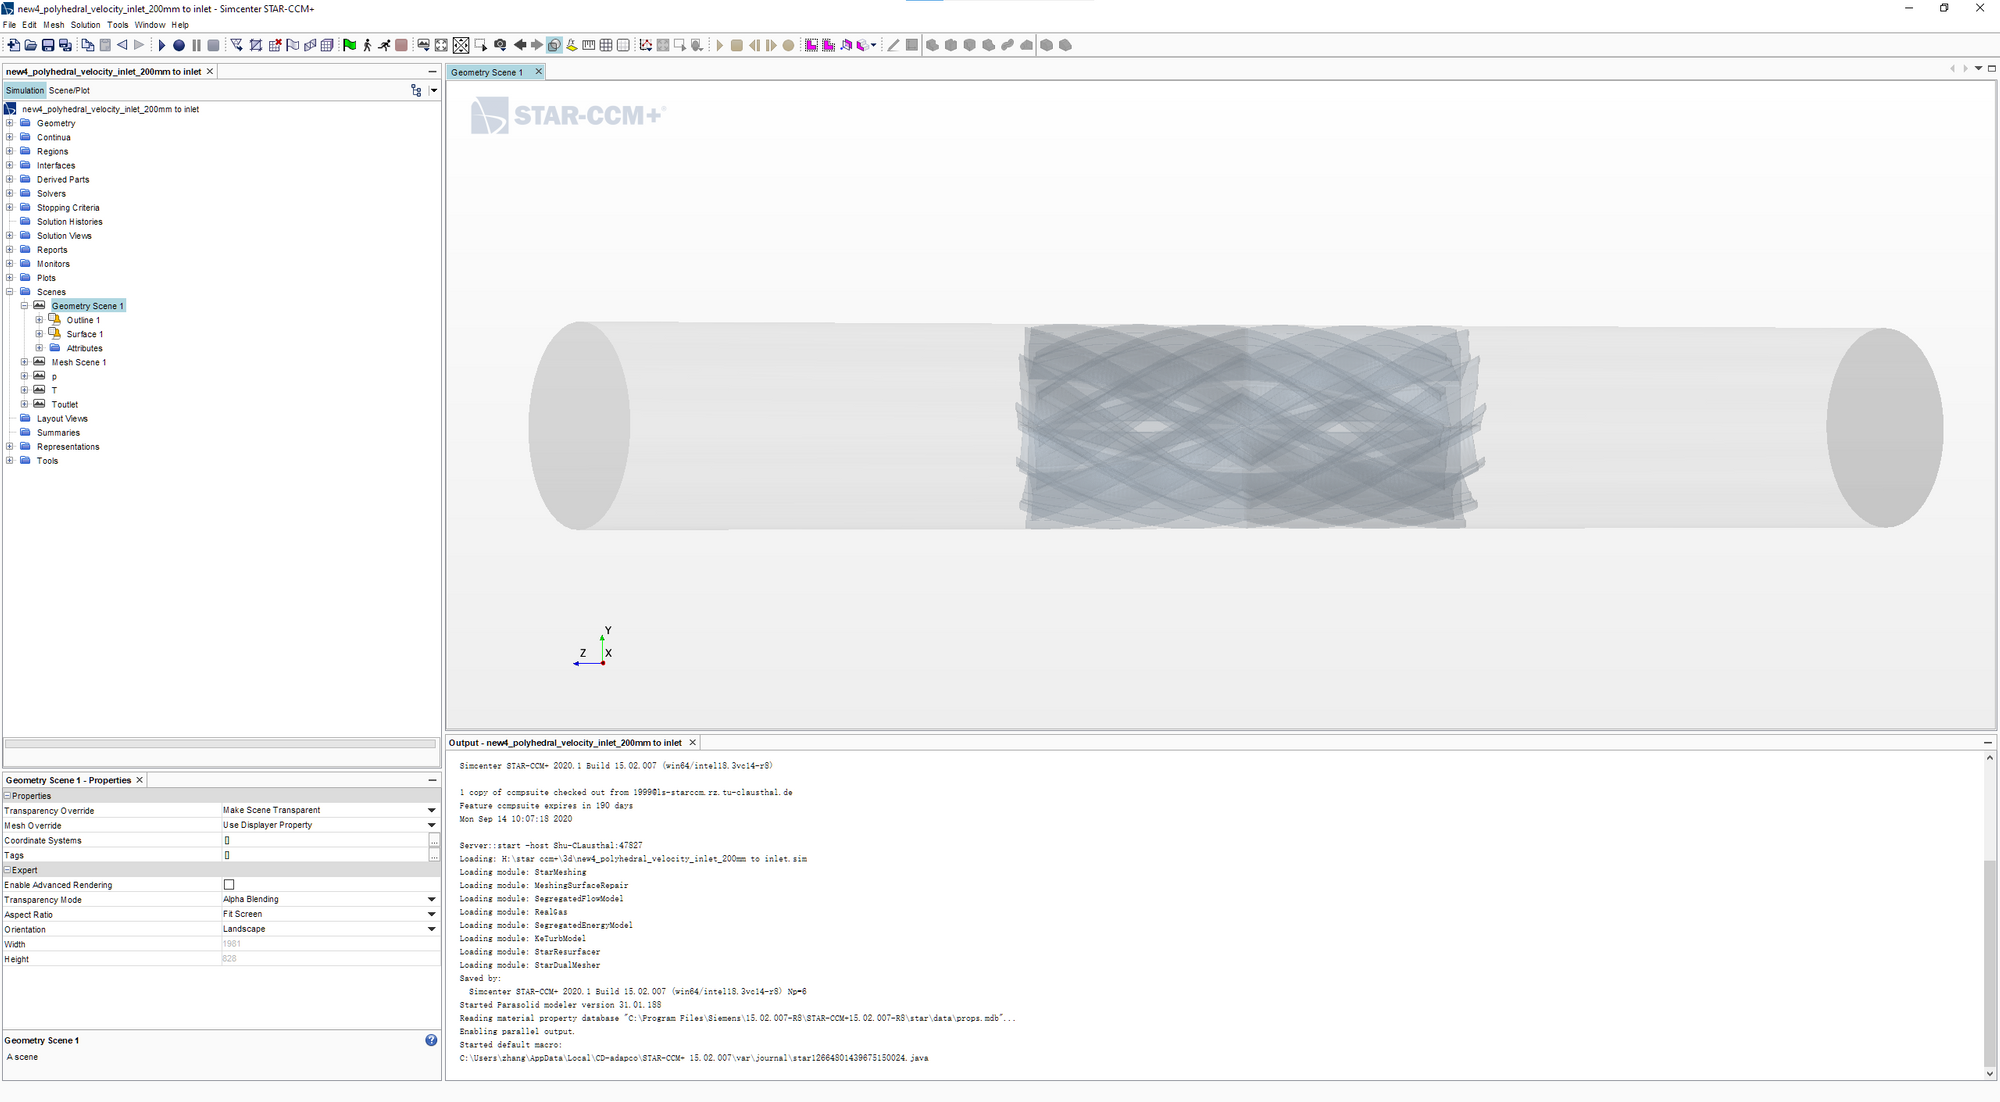 new4_polyhedral_velocity_inlet_200mm to inlet - Simcenter STAR-CCM+
File Edit Mesh Solution Tools Window Help
new4_polyhedral_velocity_inlet_200mm to inlet
Simulation Scene/Plot
new4_polyhedral_velocity_inlet_200mm to inlet
Geometry
Continua
Regions
Interfaces
Derived Parts
Solvers
Stopping Criteria
Solution Histories
Solution Views
Reports
Monitors
Plots
Scenes
Geometry Scene 1
Outline 1
Surface 1
Attributes
Mesh Scene 1
p
T
Toutlet
Layout Views
Summaries
Representations
Tools
Geometry Scene 1 - Properties
Properties
Transparency Override Make Scene Transparent
Mesh Override Use Displayer Property
Coordinate Systems []
Tags []
Expert
Enable Advanced Rendering
Transparency Mode Alpha Blending
Aspect Ratio Fit Screen
Orientation Landscape
Width 1981
Height 828
Geometry Scene 1
A scene
Geometry Scene 1
STAR-CCM+
Y
Z X
Output - new4_polyhedral_velocity_inlet_200mm to inlet
Simcenter STAR-CCM+ 2020.1 Build 15.02.007 (win64/intel18.3vc14-r8)
1 copy of ccmpsuite checked out from 1999@ls-starccm.rz.tu-clausthal.de
Feature ccmpsuite expires in 190 days
Mon Sep 14 10:07:18 2020
Server::start -host Shu-CLausthal:47827
Loading: H:\star ccm+\3d\new4_polyhedral_velocity_inlet_200mm to inlet.sim
Loading module: StarMeshing
Loading module: MeshingSurfaceRepair
Loading module: SegregatedFlowModel
Loading module: RealGas
Loading module: SegregatedEnergyModel
Loading module: KeTurbModel
Loading module: StarResurfacer
Loading module: StarDualMesher
Saved by:
Simcenter STAR-CCM+ 2020.1 Build 15.02.007 (win64/intel18.3vc14-r8) Np=6
Started Parasolid modeler version 31.01.188
Reading material property database "C:\Program Files\Siemens\15.02.007-R8\STAR-CCM+15.02.007-R8\star\data\props.mdb"...
Enabling parallel output.
Started default macro:
C:\Users\zhang\AppData\Local\CD-adapco\STAR-CCM+ 15.02.007\var\journal\star12664801439675150024.java